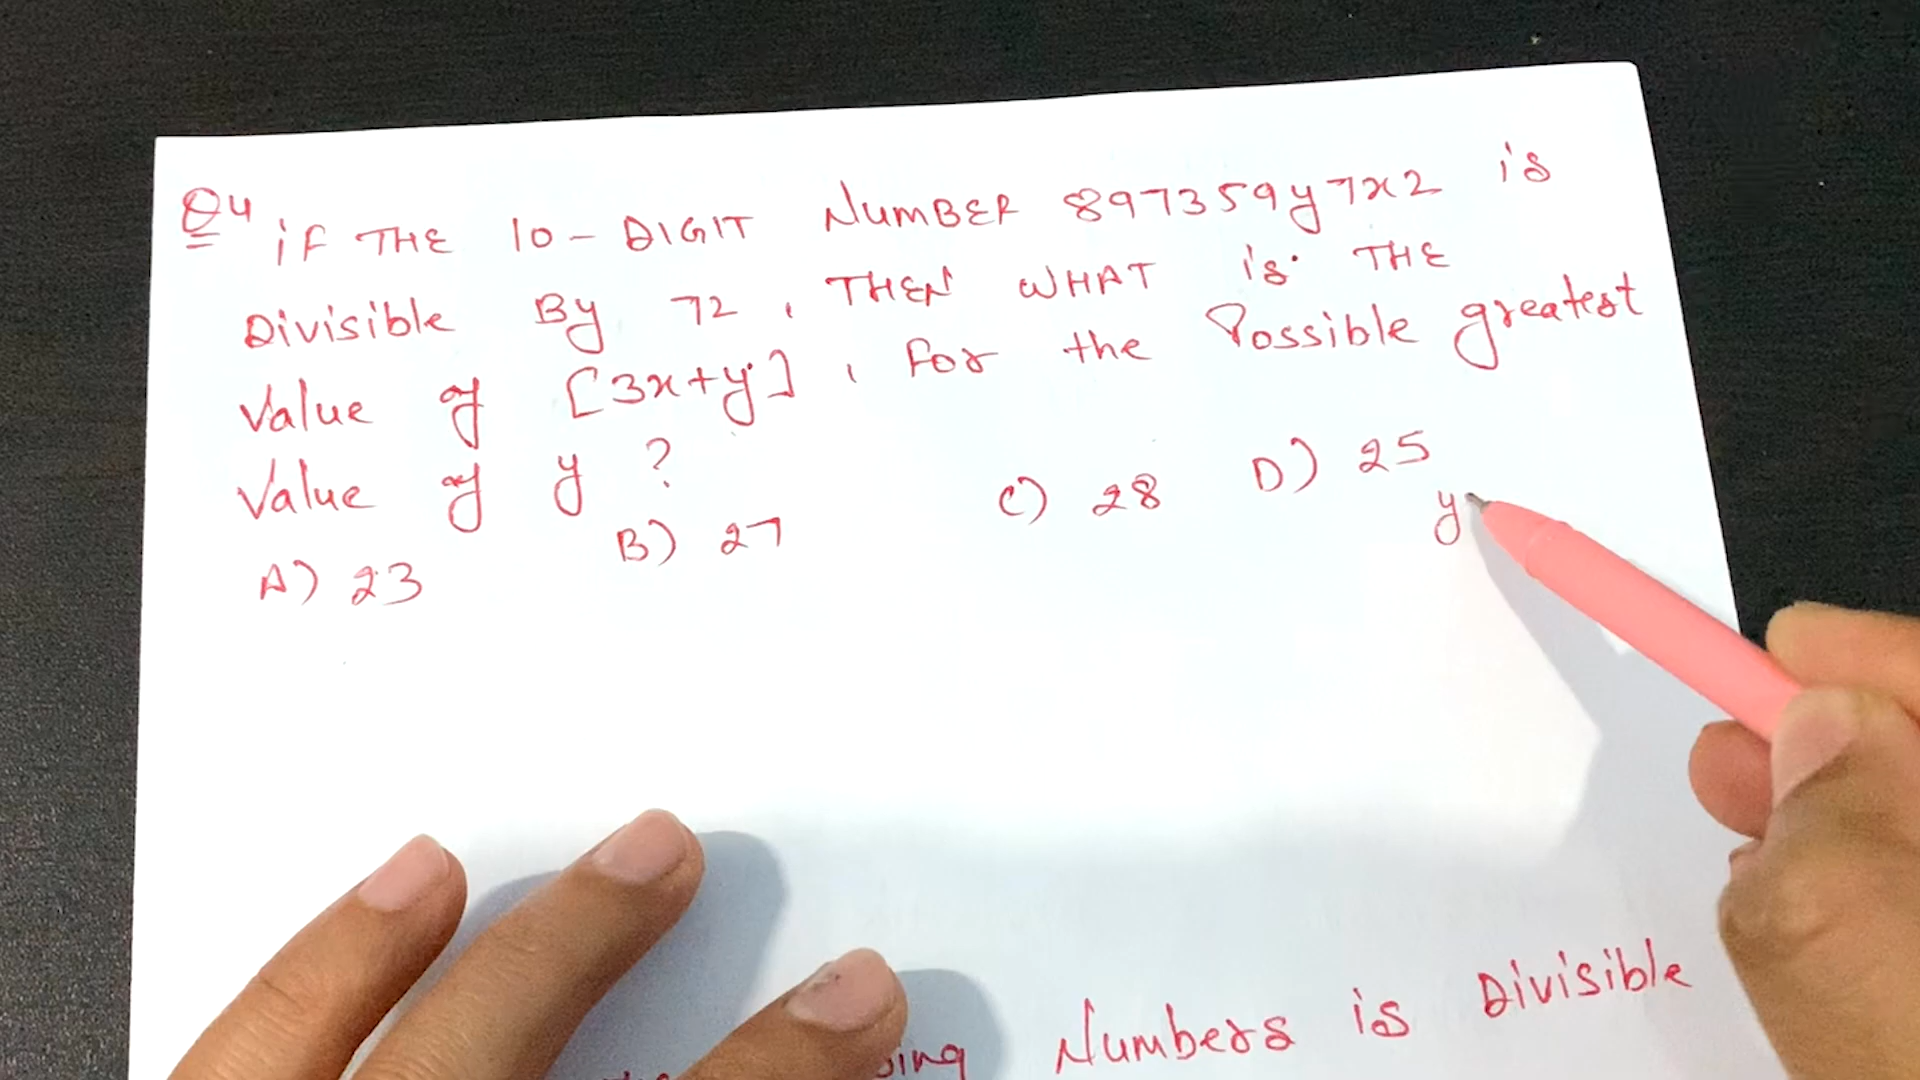 Q4 if THE 10-DIGIT NUMBER 897359y7x2 is
Divisible By 72, THEN WHAT is THE
Value of [3x+y], for the Possible greatest
Value of y ?
A) 23 B) 27 C) 28 D) 25
y
Numbers is Divisible